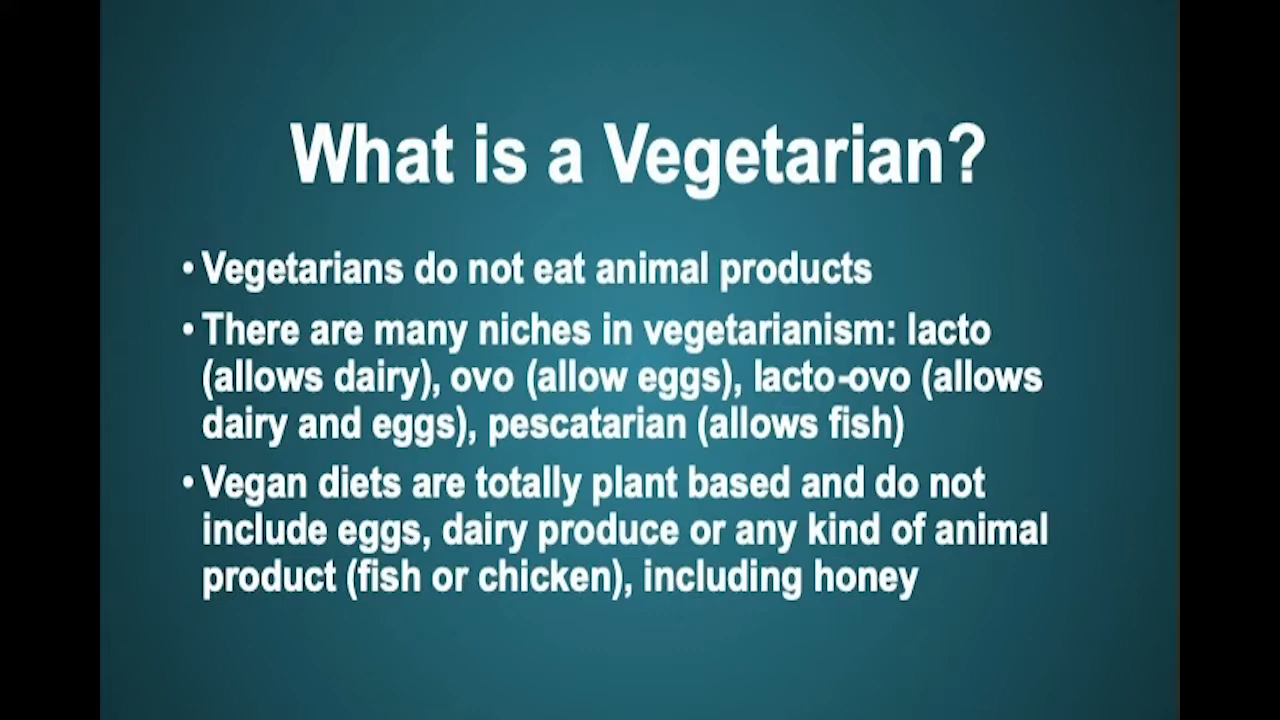 What is a Vegetarian?
• Vegetarians do not eat animal products
• There are many niches in vegetarianism: lacto
(allows dairy), ovo (allow eggs), lacto-ovo (allows
dairy and eggs), pescatarian (allows fish)
• Vegan diets are totally plant based and do not
include eggs, dairy produce or any kind of animal
product (fish or chicken), including honey